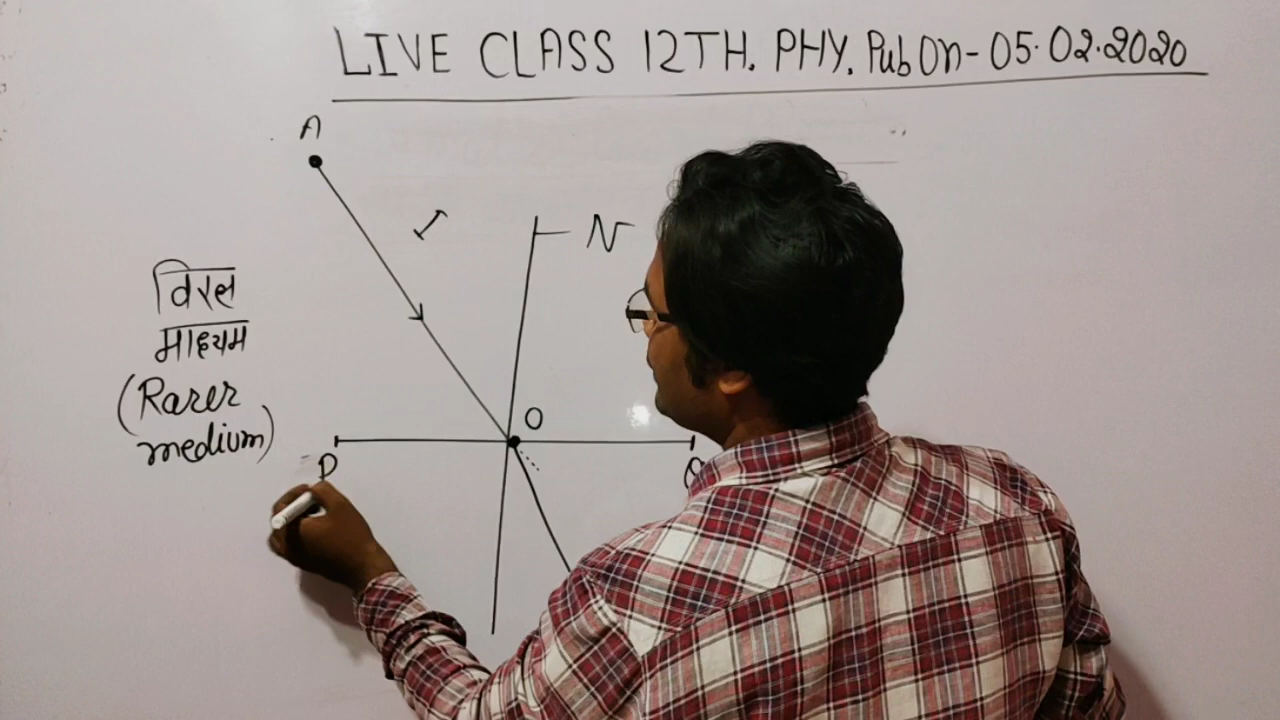 LIVE CLASS 12TH. PHY. Pub On - 05.02.2020
A
I
N
विरल
माध्यम
(Rarer
medium)
O
P
Q